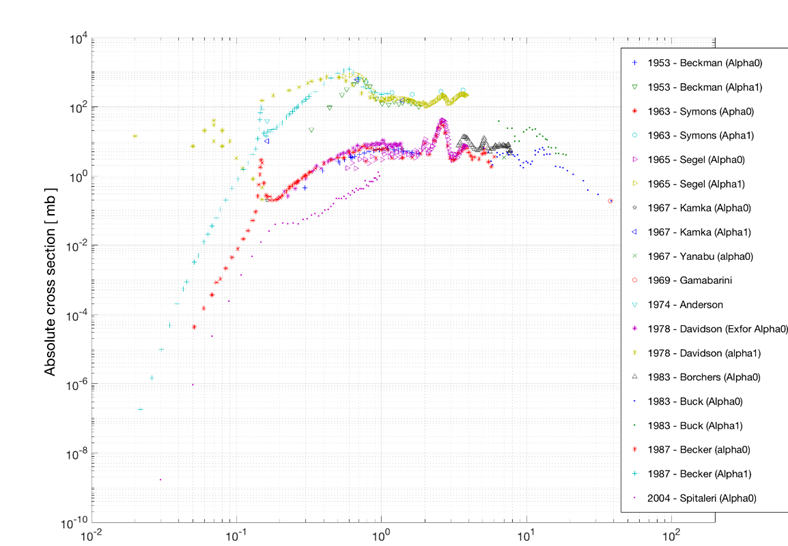 10^4
10^2
10^0
10^-2
10^-4
10^-6
10^-8
10^-10
Absolute cross section [ mb ]
10^-2
10^-1
10^0
10^1
10^2
1953 - Beckman (Alpha0)
1953 - Beckman (Alpha1)
1963 - Symons (Apha0)
1963 - Symons (Apha1)
1965 - Segel (Alpha0)
1965 - Segel (Alpha1)
1967 - Kamka (Alpha0)
1967 - Kamka (Alpha1)
1967 - Yanabu (alpha0)
1969 - Gamabarini
1974 - Anderson
1978 - Davidson (Exfor Alpha0)
1978 - Davidson (alpha1)
1983 - Borchers (Alpha0)
1983 - Buck (Alpha0)
1983 - Buck (Alpha1)
1987 - Becker (alpha0)
1987 - Becker (Alpha1)
2004 - Spitaleri (Alpha0)